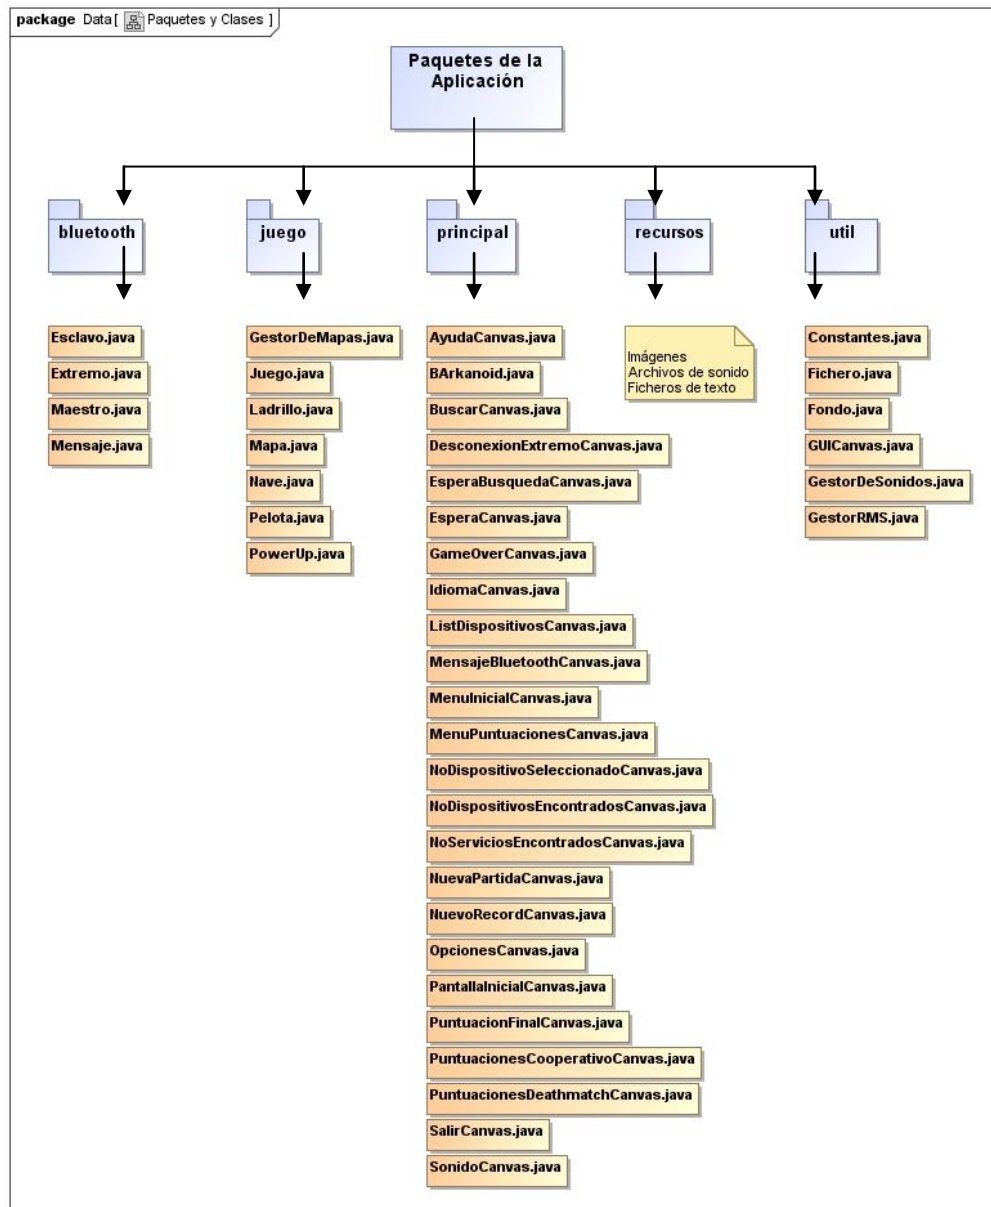 package Data[ Paquetes y Clases ]
Paquetes de la
Aplicación
bluetooth
juego
principal
recursos
util
Esclavo.java
Extremo.java
Maestro.java
Mensaje.java
GestorDeMapas.java
Juego.java
Ladrillo.java
Mapa.java
Nave.java
Pelota.java
PowerUp.java
AyudaCanvas.java
BArkanoid.java
BuscarCanvas.java
DesconexionExtremoCanvas.java
EsperaBusquedaCanvas.java
EsperaCanvas.java
GameOverCanvas.java
IdiomaCanvas.java
ListDispositivosCanvas.java
MensajeBluetoothCanvas.java
MenuInicialCanvas.java
MenuPuntuacionesCanvas.java
NoDispositivoSeleccionadoCanvas.java
NoDispositivosEncontradosCanvas.java
NoServiciosEncontradosCanvas.java
NuevaPartidaCanvas.java
NuevoRecordCanvas.java
OpcionesCanvas.java
PantallaInicialCanvas.java
PuntuacionFinalCanvas.java
PuntuacionesCooperativoCanvas.java
PuntuacionesDeathmatchCanvas.java
SalirCanvas.java
SonidoCanvas.java
Imágenes
Archivos de sonido
Ficheros de texto
Constantes.java
Fichero.java
Fondo.java
GUICanvas.java
GestorDeSonidos.java
GestorRMS.java